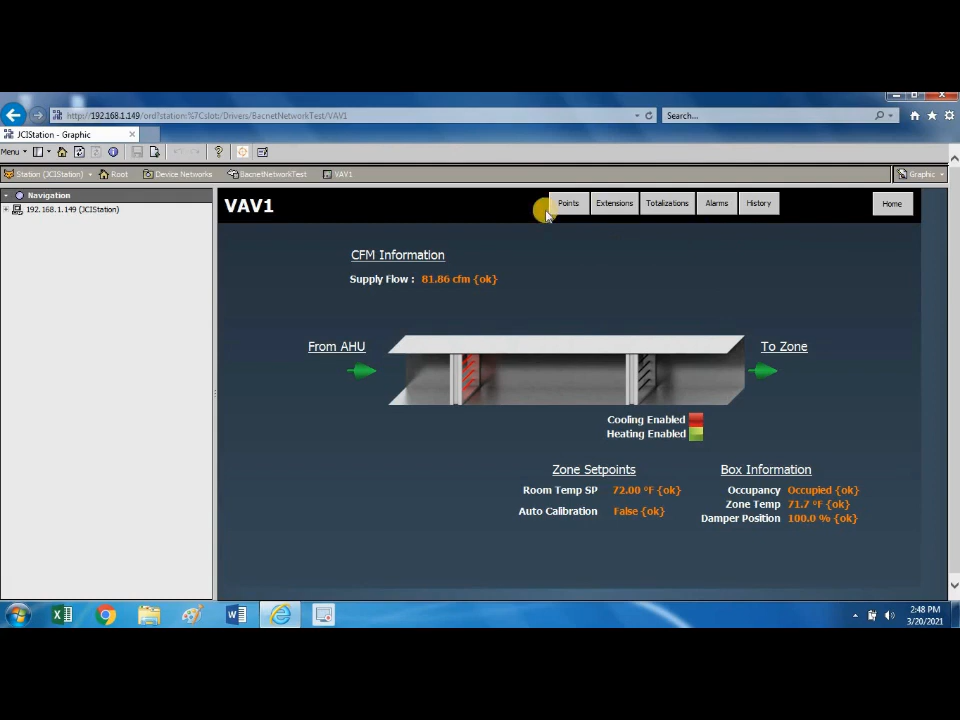 http://192.168.1.149/ord?station:%7Cslot:/Drivers/BacnetNetworkTest/VAV1
Search...
JCIStation - Graphic
Menu
Station (JCIStation)
Root
Device Networks
BacnetNetworkTest
VAV1
Graphic
Navigation
192.168.1.149 (JCIStation)
VAV1
Points
Extensions
Totalizations
Alarms
History
Home
CFM Information
Supply Flow : 81.86 cfm {ok}
From AHU
To Zone
Cooling Enabled
Heating Enabled
Zone Setpoints
Room Temp SP 72.00 °F {ok}
Auto Calibration False {ok}
Box Information
Occupancy Occupied {ok}
Zone Temp 71.7 °F {ok}
Damper Position 100.0 % {ok}
2:48 PM
3/20/2021